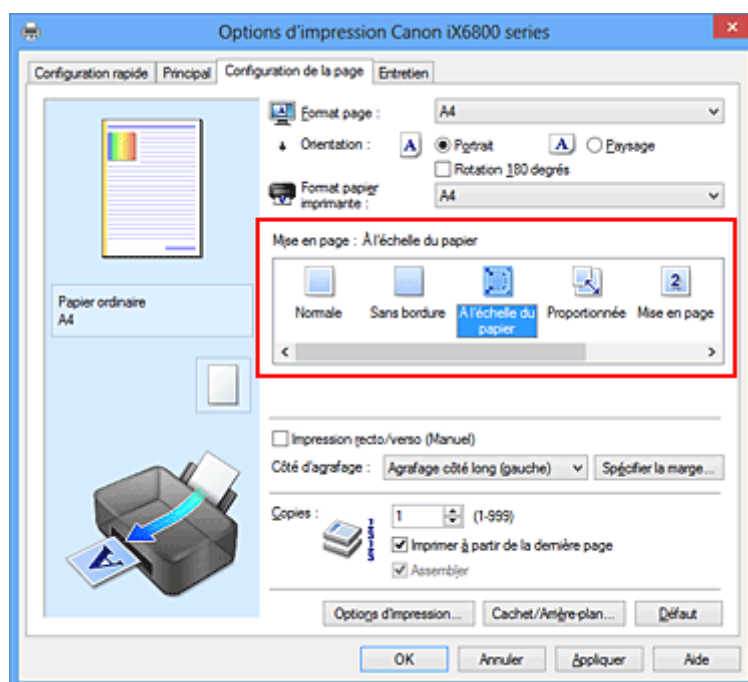 Options d'impression Canon iX6800 series
Configuration rapide Principal Configuration de la page Entretien
Format page : A4
Orientation : A Portrait A Paysage
Rotation 180 degrés
Format papier
imprimante : A4
Mise en page : À l'échelle du papier
2
Normale Sans bordure À l'échelle du papier Proportionnée Mise en page
Papier ordinaire
A4
Impression recto/verso (Manuel)
Côté d'agrafage : Agrafage côté long (gauche) Spécifier la marge...
Copies : 1 (1-999)
Imprimer à partir de la dernière page
Assembler
A
Options d'impression... Cachet/Arrière-plan... Défaut
OK Annuler Appliquer Aide